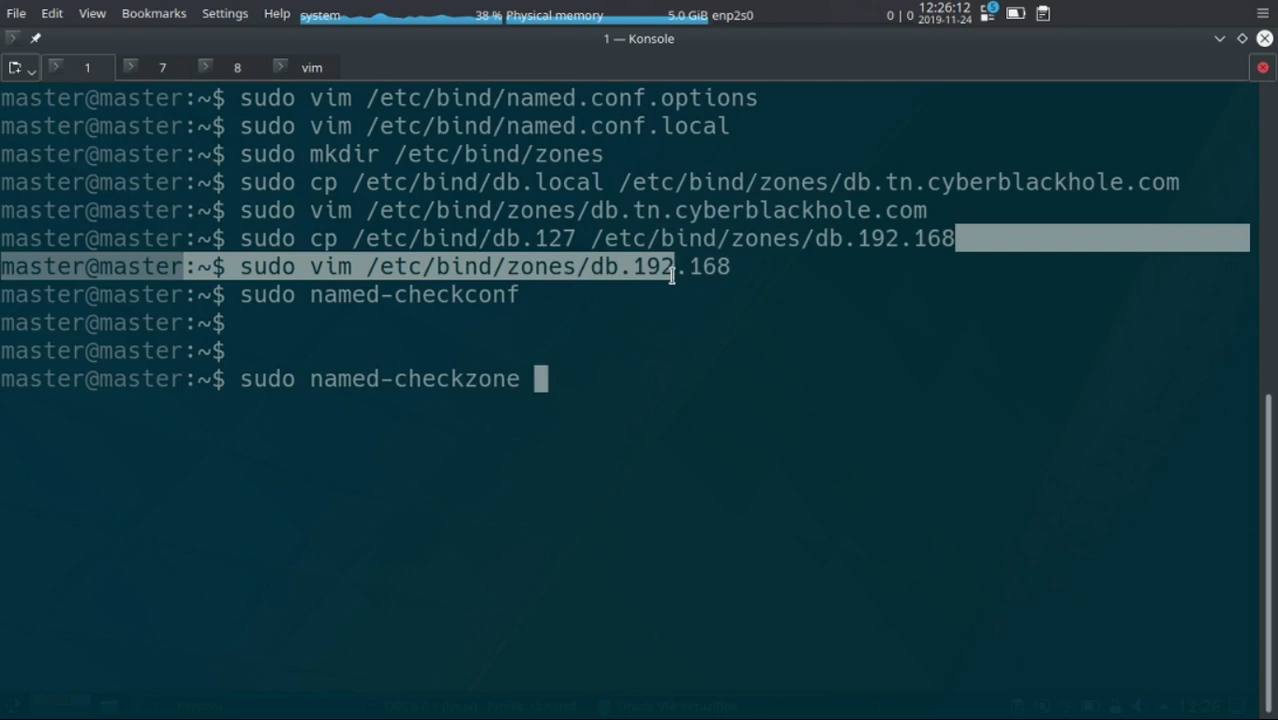 File Edit View Bookmarks Settings Help system 38 % Physical memory 5.0 GiB enp2s0 0 | 0 12:26:12 5
2019-11-24
1 — Konsole
1 7 8 vim
master@master:~$ sudo vim /etc/bind/named.conf.options
master@master:~$ sudo vim /etc/bind/named.conf.local
master@master:~$ sudo mkdir /etc/bind/zones
master@master:~$ sudo cp /etc/bind/db.local /etc/bind/zones/db.tn.cyberblackhole.com
master@master:~$ sudo vim /etc/bind/zones/db.tn.cyberblackhole.com
master@master:~$ sudo cp /etc/bind/db.127 /etc/bind/zones/db.192.168
master@master:~$ sudo vim /etc/bind/zones/db.192.168
master@master:~$ sudo named-checkconf
master@master:~$
master@master:~$
master@master:~$ sudo named-checkzone
12:26